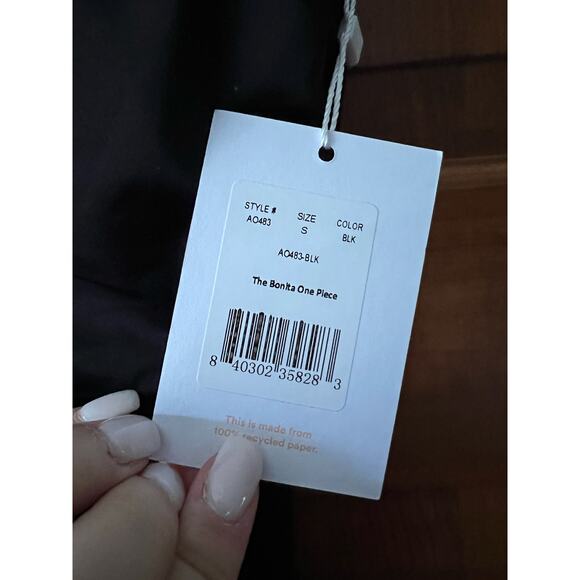 STYLE # SIZE COLOR
AO483 S BLK
AO483-BLK
The Bonita One Piece
8 40302 35828 3
This is made from
100% recycled paper.